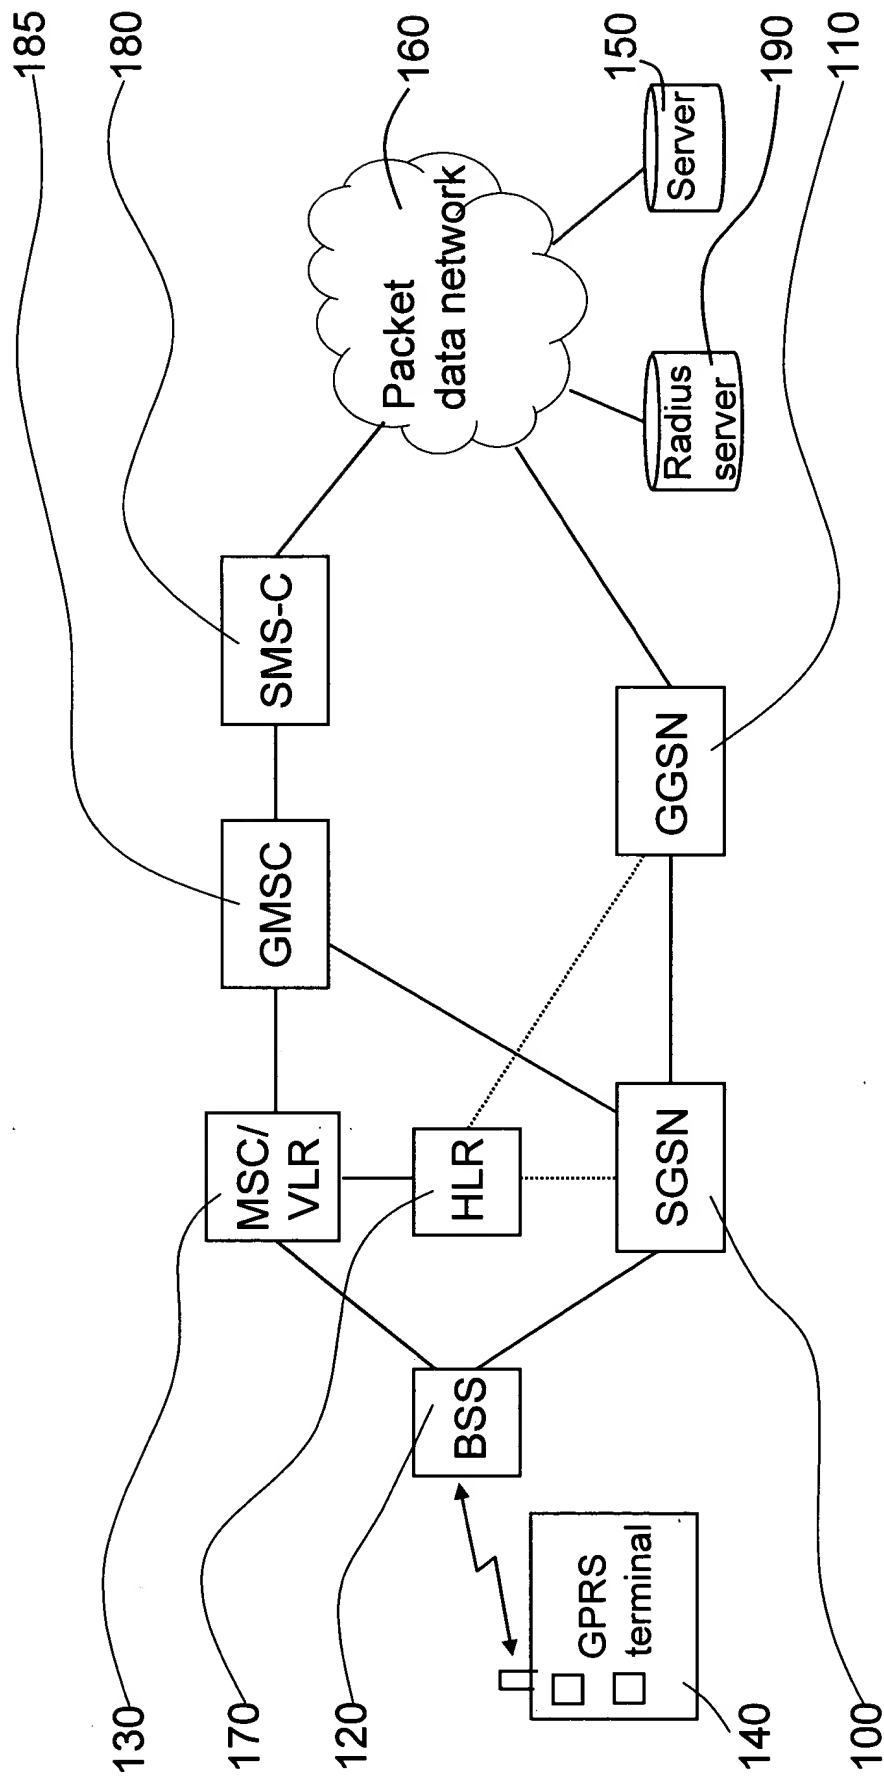 185
180
160
150
190
110
Packet
data network
Server
Radius
server
SMS-C
GMSC
GGSN
MSC/
VLR
HLR
SGSN
BSS
GPRS
terminal
130
170
120
140
100